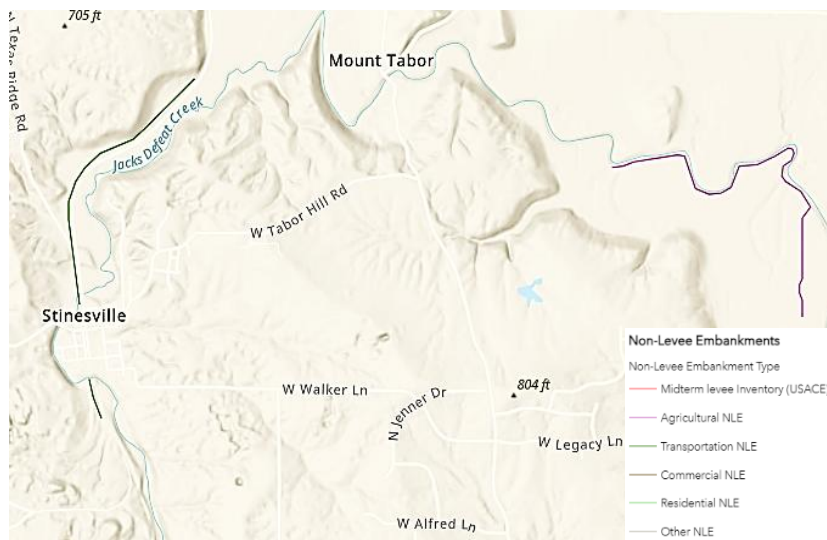 705 ft
N Texas Ridge Rd
Mount Tabor
Jacks Defeat Creek
W Tabor Hill Rd
Stinesville
W Walker Ln
N Jenner Dr
804 ft
W Legacy Ln
W Alfred Ln
Non-Levee Embankments
Non-Levee Embankment Type
Midterm levee Inventory (USACE)
Agricultural NLE
Transportation NLE
Commercial NLE
Residential NLE
Other NLE